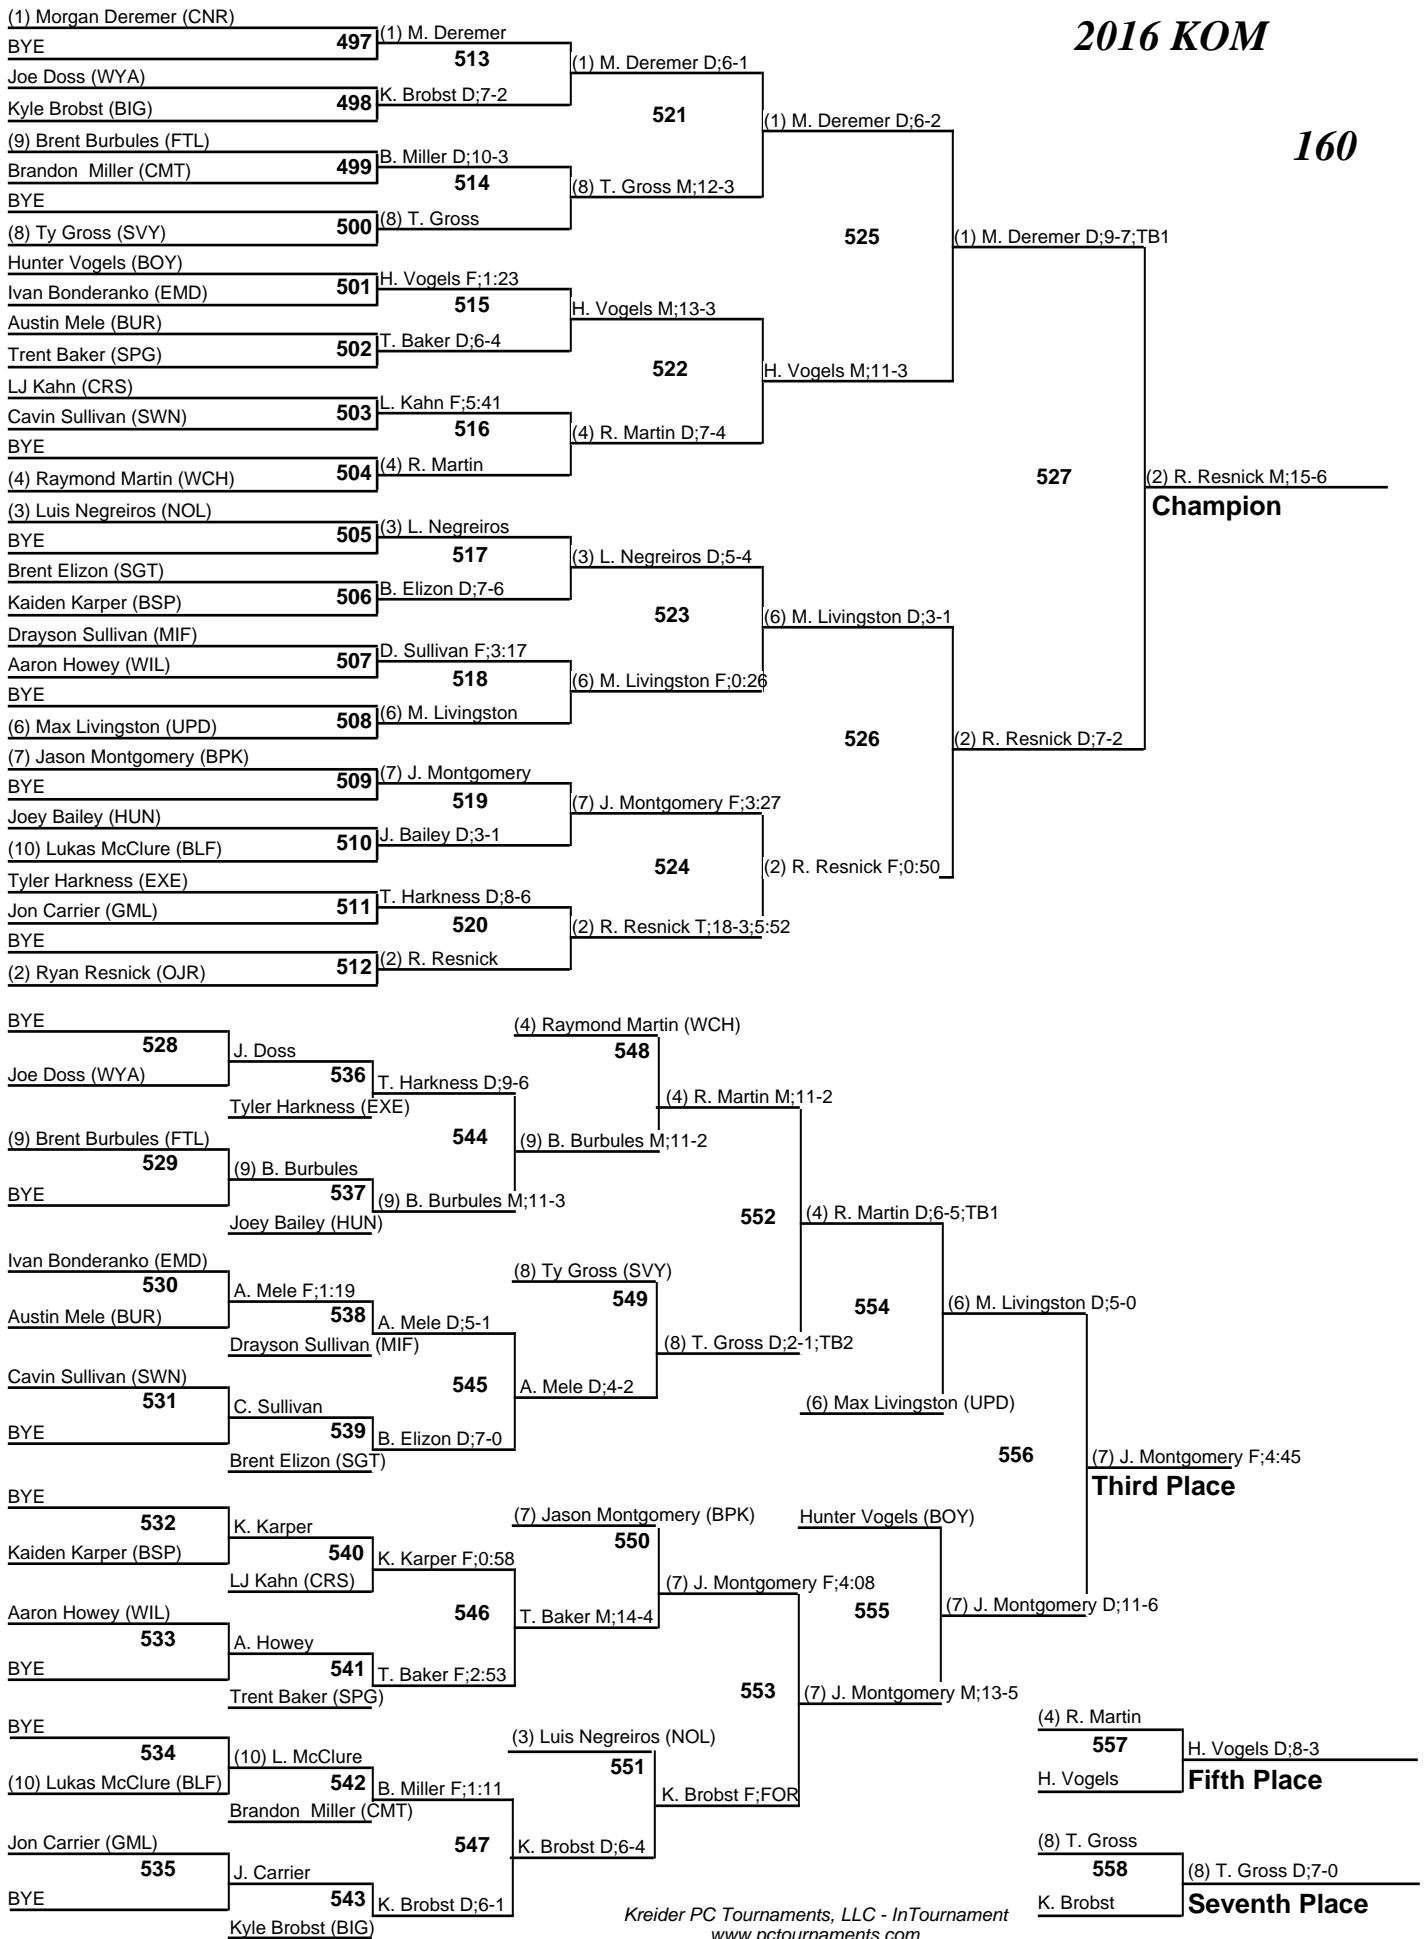 2016 KOM
160
(1) Morgan Deremer (CNR)
BYE
497
Joe Doss (WYA)
Kyle Brobst (BIG)
498
(9) Brent Burbules (FTL)
Brandon  Miller (CMT)
499
BYE
(8) Ty Gross (SVY)
500
Hunter Vogels (BOY)
Ivan Bonderanko (EMD)
501
Austin Mele (BUR)
Trent Baker (SPG)
502
LJ Kahn (CRS)
Cavin Sullivan (SWN)
503
BYE
(4) Raymond Martin (WCH)
504
(3) Luis Negreiros (NOL)
BYE
505
Brent Elizon (SGT)
Kaiden Karper (BSP)
506
Drayson Sullivan (MIF)
Aaron Howey (WIL)
507
BYE
(6) Max Livingston (UPD)
508
(7) Jason Montgomery (BPK)
BYE
509
Joey Bailey (HUN)
(10) Lukas McClure (BLF)
510
Tyler Harkness (EXE)
Jon Carrier (GML)
511
BYE
(2) Ryan Resnick (OJR)
512
(1) M. Deremer
513
K. Brobst D;7-2
B. Miller D;10-3
514
(8) T. Gross
H. Vogels F;1:23
515
T. Baker D;6-4
L. Kahn F;5:41
516
(4) R. Martin
(3) L. Negreiros
517
B. Elizon D;7-6
D. Sullivan F;3:17
518
(6) M. Livingston
(7) J. Montgomery
519
J. Bailey D;3-1
T. Harkness D;8-6
520
(2) R. Resnick
(1) M. Deremer D;6-1
521
(8) T. Gross M;12-3
H. Vogels M;13-3
522
(4) R. Martin D;7-4
(3) L. Negreiros D;5-4
523
(6) M. Livingston F;0:26
(7) J. Montgomery F;3:27
524
(2) R. Resnick T;18-3;5:52
(1) M. Deremer D;6-2
525
H. Vogels M;11-3
(6) M. Livingston D;3-1
526
(2) R. Resnick F;0:50
(1) M. Deremer D;9-7;TB1
527
(2) R. Resnick D;7-2
(2) R. Resnick M;15-6
Champion
BYE
528
Joe Doss (WYA)
(9) Brent Burbules (FTL)
529
BYE
Ivan Bonderanko (EMD)
530
Austin Mele (BUR)
Cavin Sullivan (SWN)
531
BYE
BYE
532
Kaiden Karper (BSP)
Aaron Howey (WIL)
533
BYE
BYE
534
(10) Lukas McClure (BLF)
Jon Carrier (GML)
535
BYE
J. Doss
536
Tyler Harkness (EXE)
(9) B. Burbules
537
Joey Bailey (HUN)
A. Mele F;1:19
538
Drayson Sullivan (MIF)
C. Sullivan
539
Brent Elizon (SGT)
K. Karper
540
LJ Kahn (CRS)
A. Howey
541
Trent Baker (SPG)
(10) L. McClure
542
Brandon  Miller (CMT)
J. Carrier
543
Kyle Brobst (BIG)
T. Harkness D;9-6
544
(9) B. Burbules M;11-3
A. Mele D;5-1
545
B. Elizon D;7-0
K. Karper F;0:58
546
T. Baker F;2:53
B. Miller F;1:11
547
K. Brobst D;6-1
(4) Raymond Martin (WCH)
548
(9) B. Burbules M;11-2
(8) Ty Gross (SVY)
549
A. Mele D;4-2
(7) Jason Montgomery (BPK)
550
T. Baker M;14-4
(3) Luis Negreiros (NOL)
551
K. Brobst D;6-4
(4) R. Martin M;11-2
552
(8) T. Gross D;2-1;TB2
(7) J. Montgomery F;4:08
553
K. Brobst F;FOR
(4) R. Martin D;6-5;TB1
554
(6) Max Livingston (UPD)
Hunter Vogels (BOY)
555
(7) J. Montgomery M;13-5
(6) M. Livingston D;5-0
556
(7) J. Montgomery D;11-6
(7) J. Montgomery F;4:45
Third Place
(4) R. Martin
557
H. Vogels
H. Vogels D;8-3
Fifth Place
(8) T. Gross
558
K. Brobst
(8) T. Gross D;7-0
Seventh Place
Kreider PC Tournaments, LLC - InTournament
www.pctournaments.com